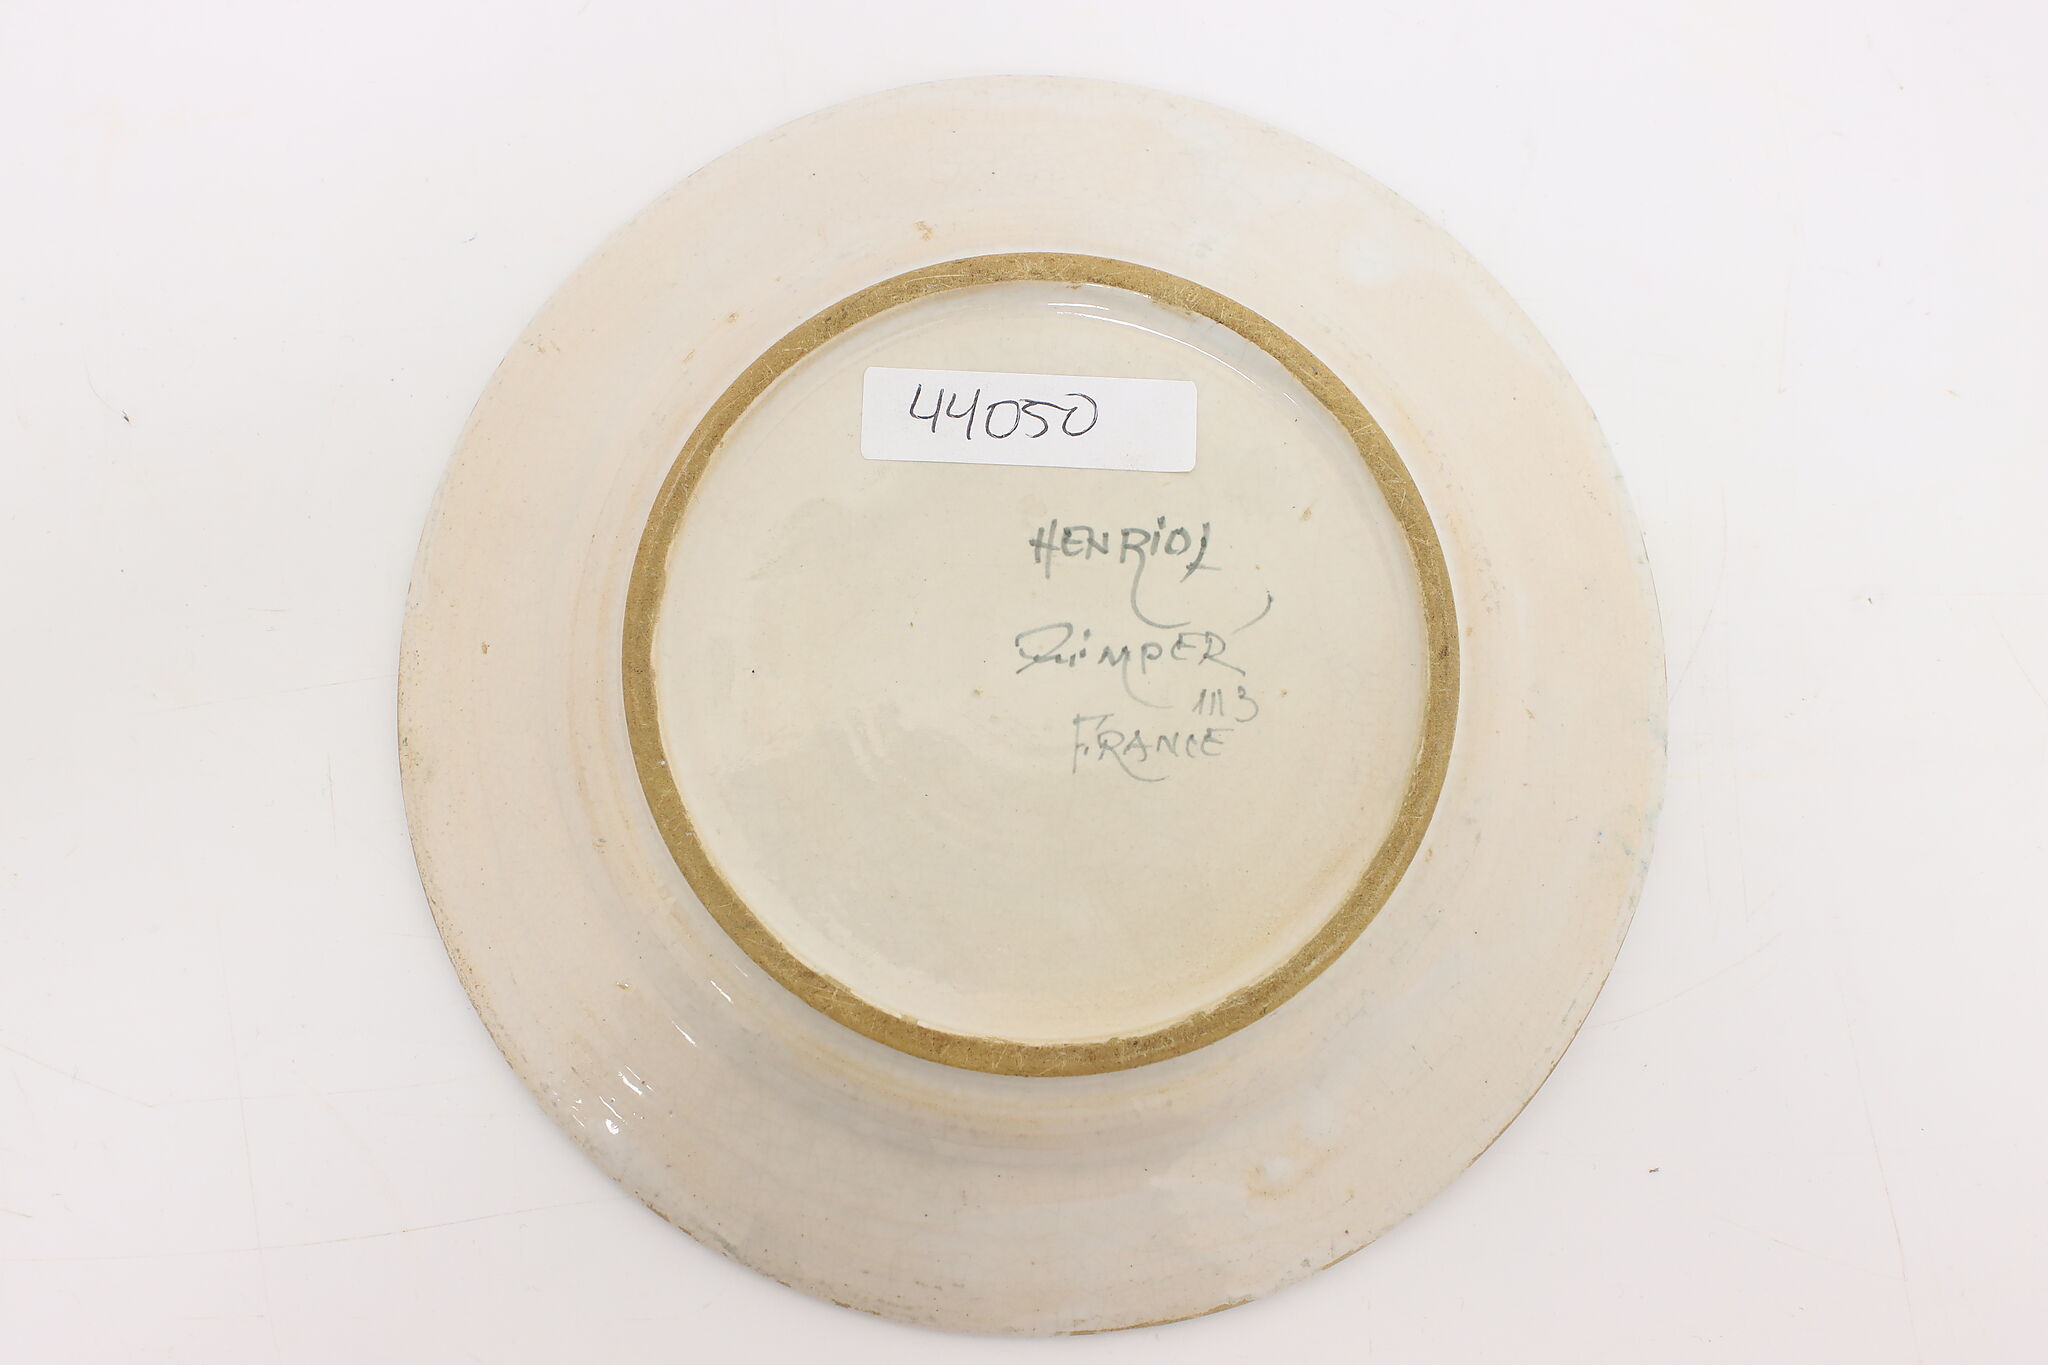 44050
HENRIOT
QUIMPER
113
FRANCE